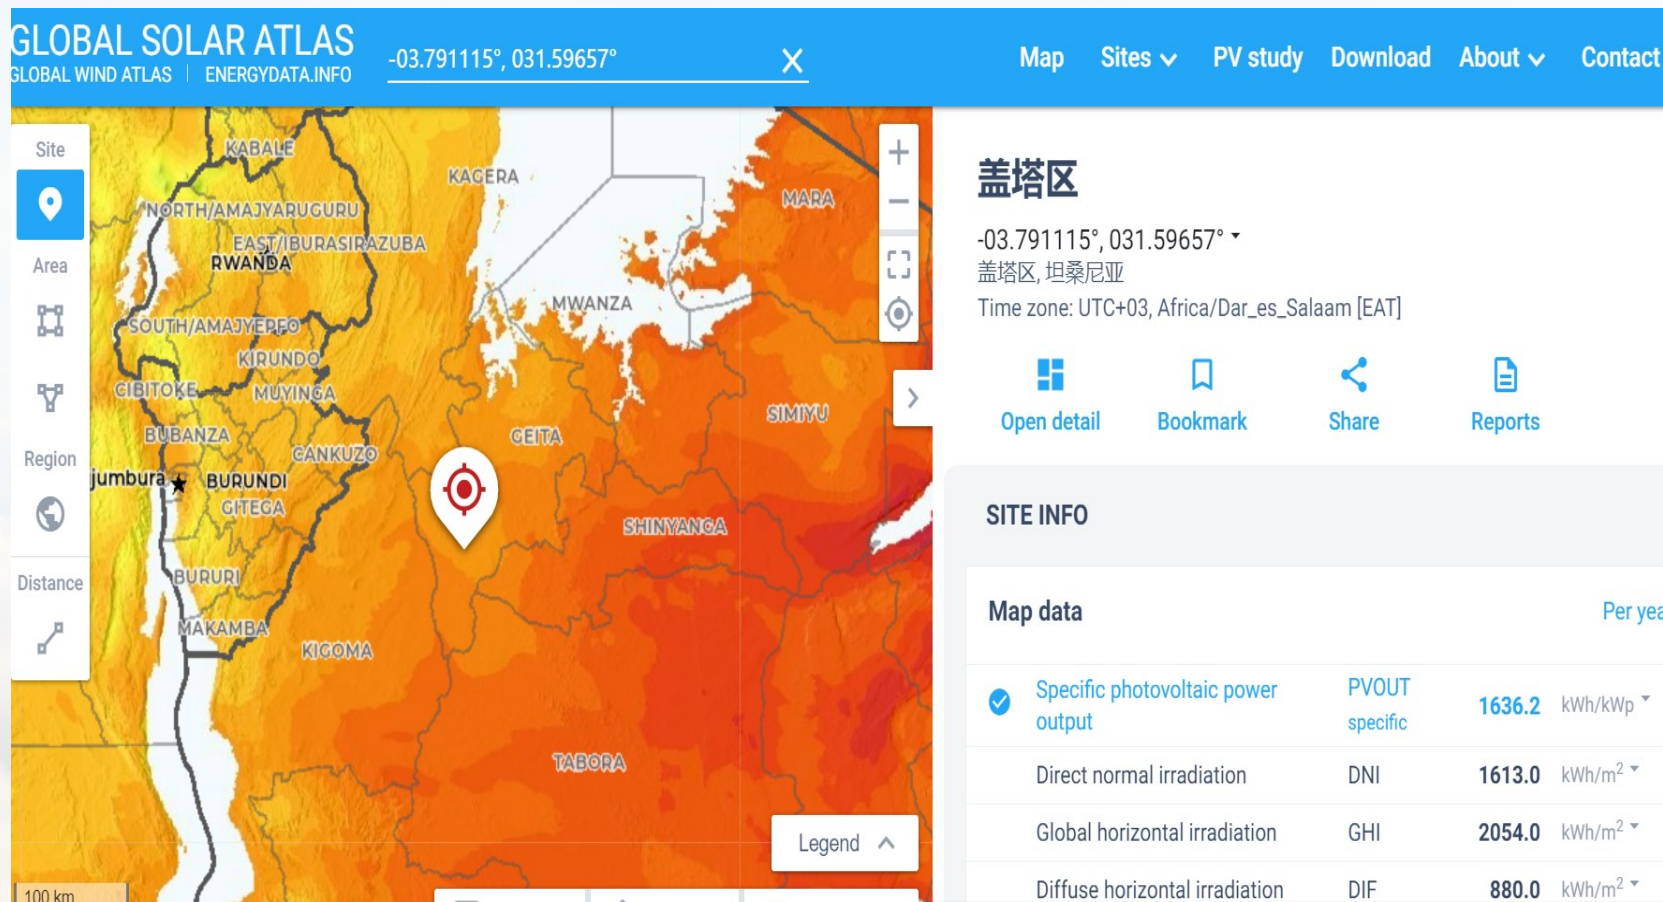 GLOBAL SOLAR ATLAS
GLOBAL WIND ATLAS | ENERGYDATA.INFO
-03.791115°, 031.59657°
Map Sites PV study Download About Contact
Site
Area
Region
Distance
KABALE
KAGERA
MARA
NORTH/AMAJYARUGURU
EAST/IBURASIRAZUBA
RWANDA
MWANZA
SOUTH/AMAJYEPFO
KIRUNDO
CIBITOKE
MUYINGA
SIMIYU
BUBANZA
GEITA
CANKUZO
jumbura
BURUNDI
GITEGA
SHINYANGA
BURURI
MAKAMBA
KIGOMA
TABORA
Legend
100 km
盖塔区
-03.791115°, 031.59657°
盖塔区, 坦桑尼亚
Time zone: UTC+03, Africa/Dar_es_Salaam [EAT]
Open detail Bookmark Share Reports
SITE INFO
Map data Per yea
Specific photovoltaic power output PVOUT specific 1636.2 kWh/kWp
Direct normal irradiation DNI 1613.0 kWh/m²
Global horizontal irradiation GHI 2054.0 kWh/m²
Diffuse horizontal irradiation DIF 880.0 kWh/m²